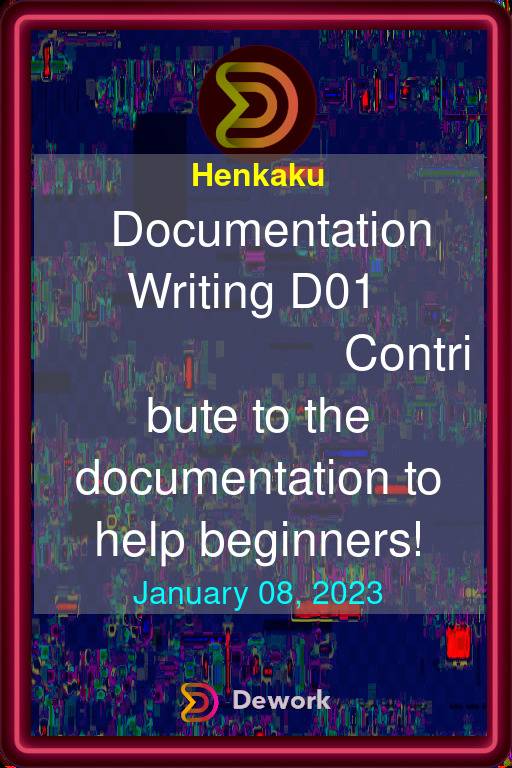 Henkaku
Documentation
Writing D01
Contri
bute to the
documentation to
help beginners!
January 08, 2023
Dework